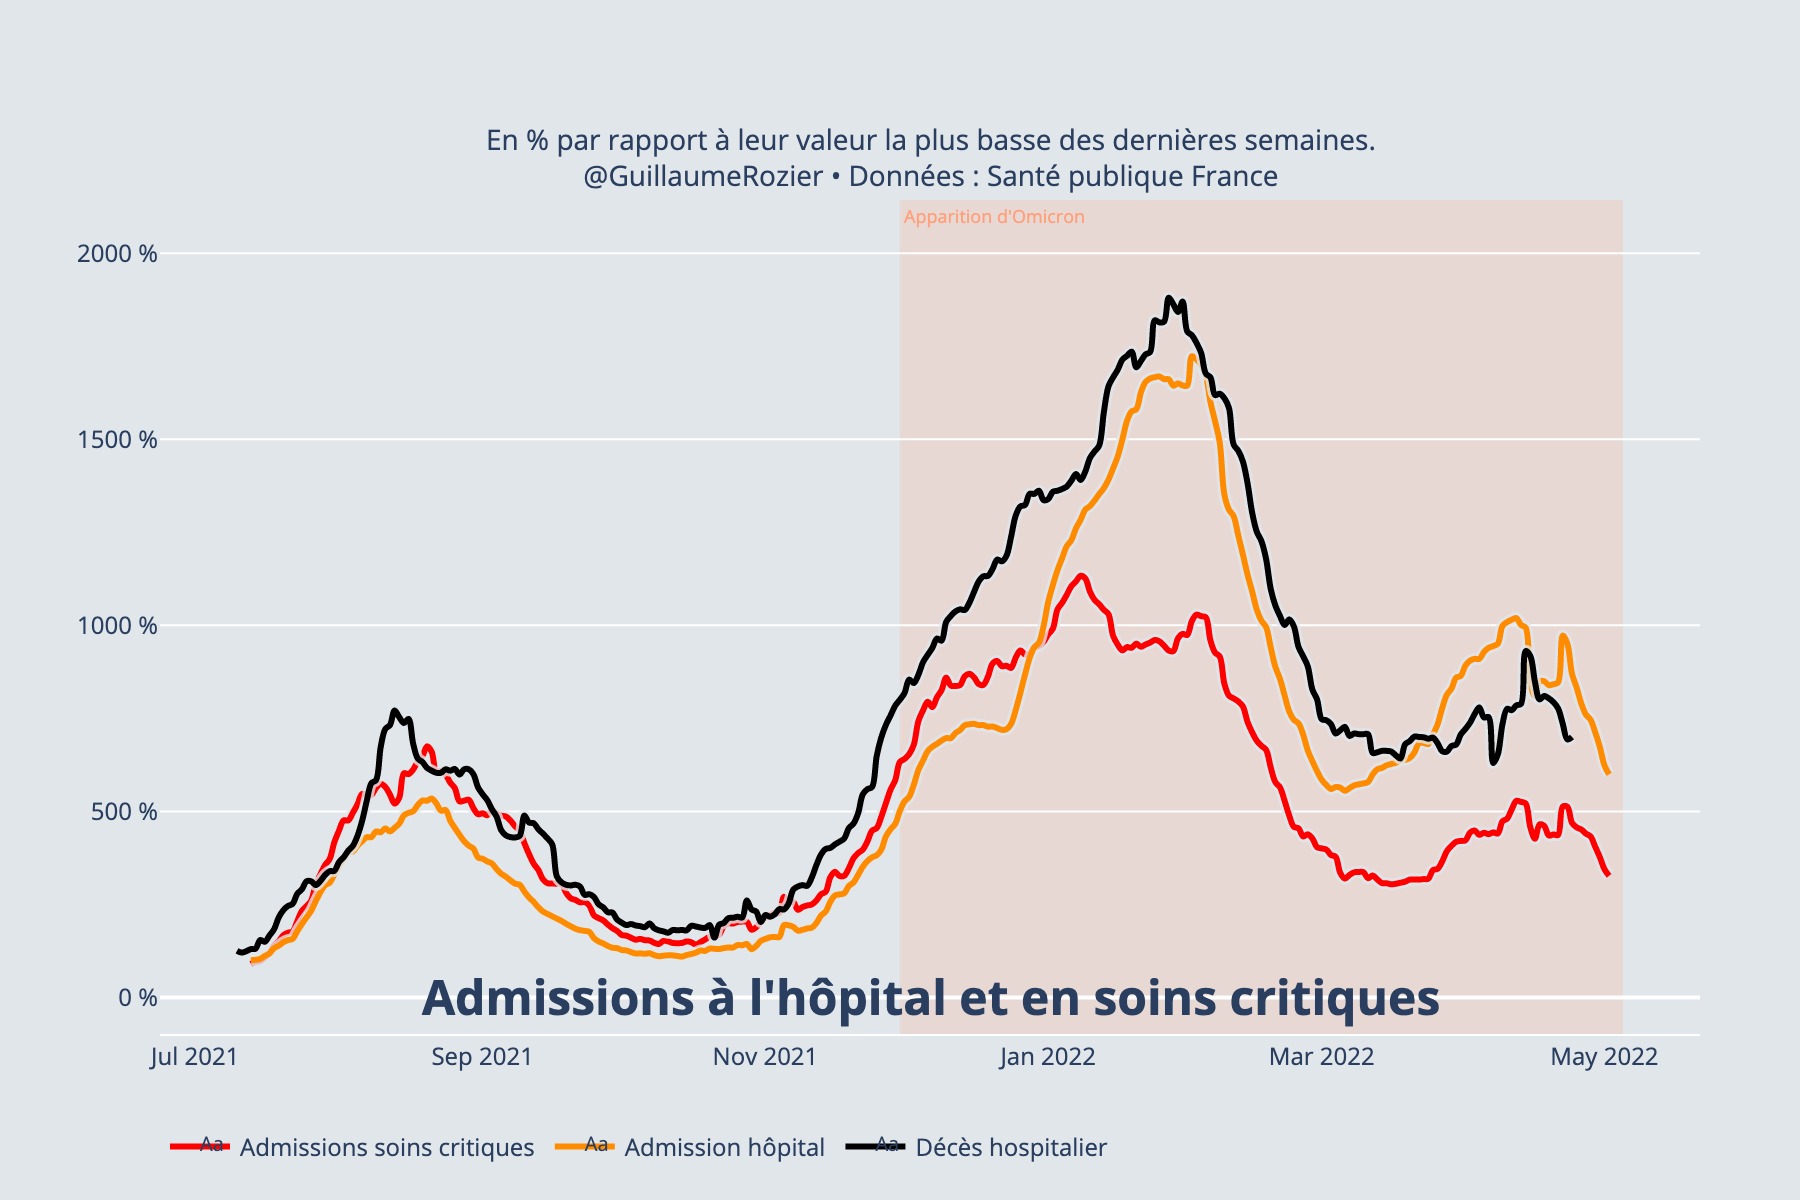 En % par rapport à leur valeur la plus basse des dernières semaines.
@GuillaumeRozier • Données : Santé publique France
Apparition d'Omicron
2000 %
1500 %
1000 %
500 %
0 %
Admissions à l'hôpital et en soins critiques
Jul 2021 Sep 2021 Nov 2021 Jan 2022 Mar 2022 May 2022
Aa Admissions soins critiques Aa Admission hôpital Aa Décès hospitalier